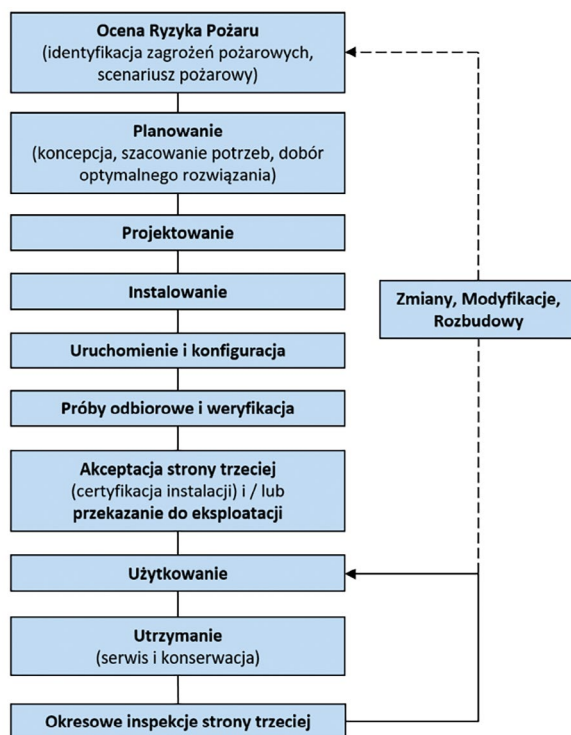 Ocena Ryzyka Pożaru
(identyfikacja zagrożeń pożarowych,
scenariusz pożarowy)
Planowanie
(koncepcja, szacowanie potrzeb, dobór
optymalnego rozwiązania)
Projektowanie
Instalowanie
Zmiany, Modyfikacje,
Rozbudowy
Uruchomienie i konfiguracja
Próby odbiorowe i weryfikacja
Akceptacja strony trzeciej
(certyfikacja instalacji) i / lub
przekazanie do eksploatacji
Użytkowanie
Utrzymanie
(serwis i konserwacja)
Okresowe inspekcje strony trzeciej